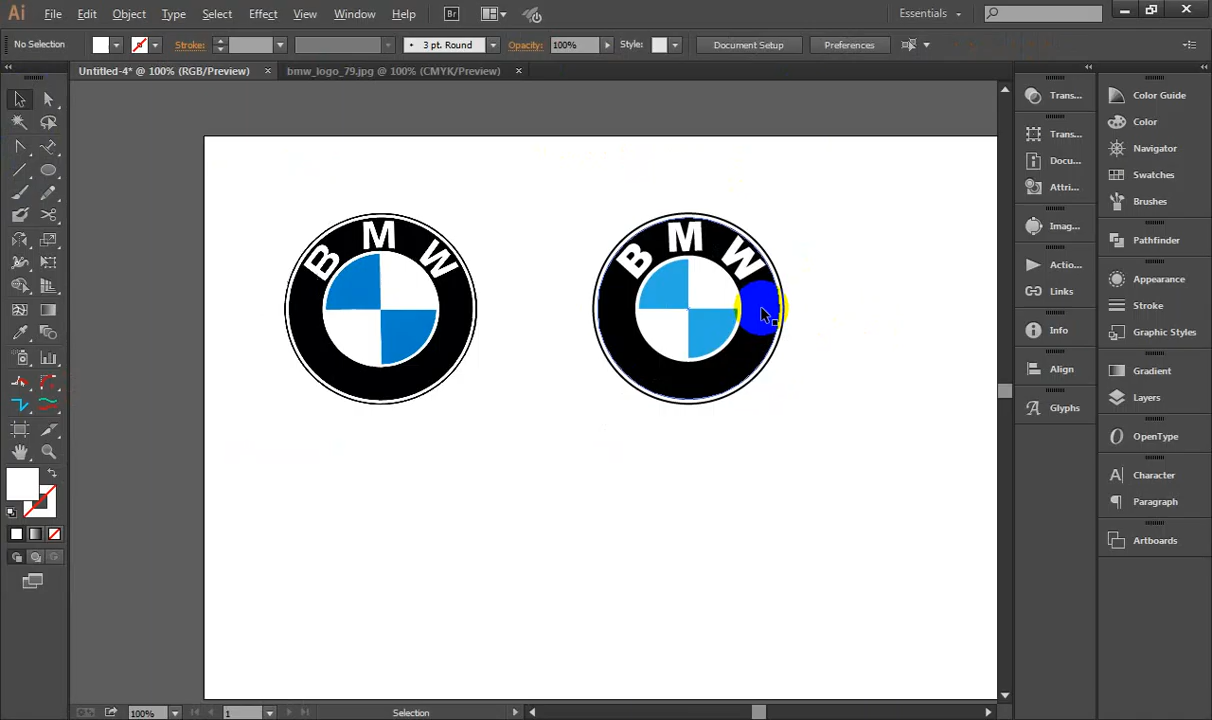 Ai File Edit Object Type Select Effect View Window Help Br Essentials
No Selection Stroke: 3 pt. Round Opacity: 100% Style: Document Setup Preferences
Untitled-4* @ 100% (RGB/Preview) × bmw_logo_79.jpg @ 100% (CMYK/Preview) ×
Trans...
Trans...
Docu...
Attri...
Imag...
Actio...
Links
Info
Align
Glyphs
Color Guide
Color
Navigator
Swatches
Brushes
Pathfinder
Appearance
Stroke
Graphic Styles
Gradient
Layers
OpenType
Character
Paragraph
Artboards
BMW
BMW
100% 1 Selection